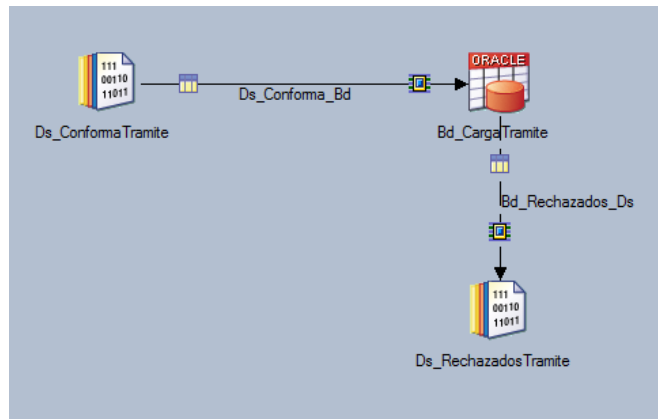 111
00110
11011
Ds_ConformaTramite
Ds_Conforma_Bd
ORACLE
Bd_CargaTramite
Bd_Rechazados_Ds
111
00110
11011
Ds_RechazadosTramite